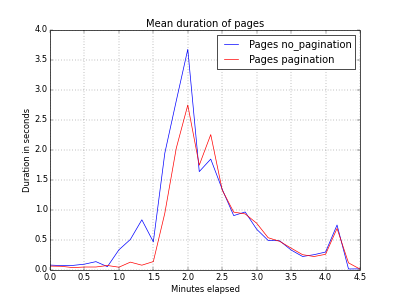 Mean duration of pages
4.0
3.5
3.0
2.5
2.0
1.5
1.0
0.5
0.0
Duration in seconds
Pages no_pagination
Pages pagination
0.0 0.5 1.0 1.5 2.0 2.5 3.0 3.5 4.0 4.5
Minutes elapsed